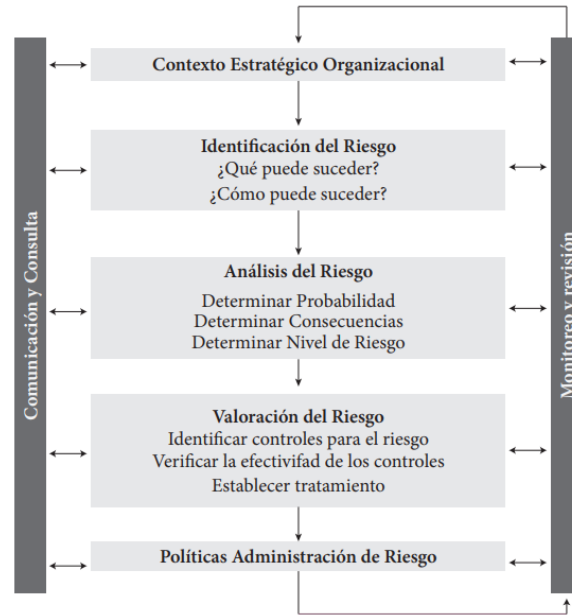 Contexto Estratégico Organizacional
Identificación del Riesgo
¿Qué puede suceder?
¿Cómo puede suceder?
Análisis del Riesgo
Determinar Probabilidad
Determinar Consecuencias
Determinar Nivel de Riesgo
Valoración del Riesgo
Identificar controles para el riesgo
Verificar la efectivifad de los controles
Establecer tratamiento
Políticas Administración de Riesgo
Comunicación y Consulta
Monitoreo y revisión